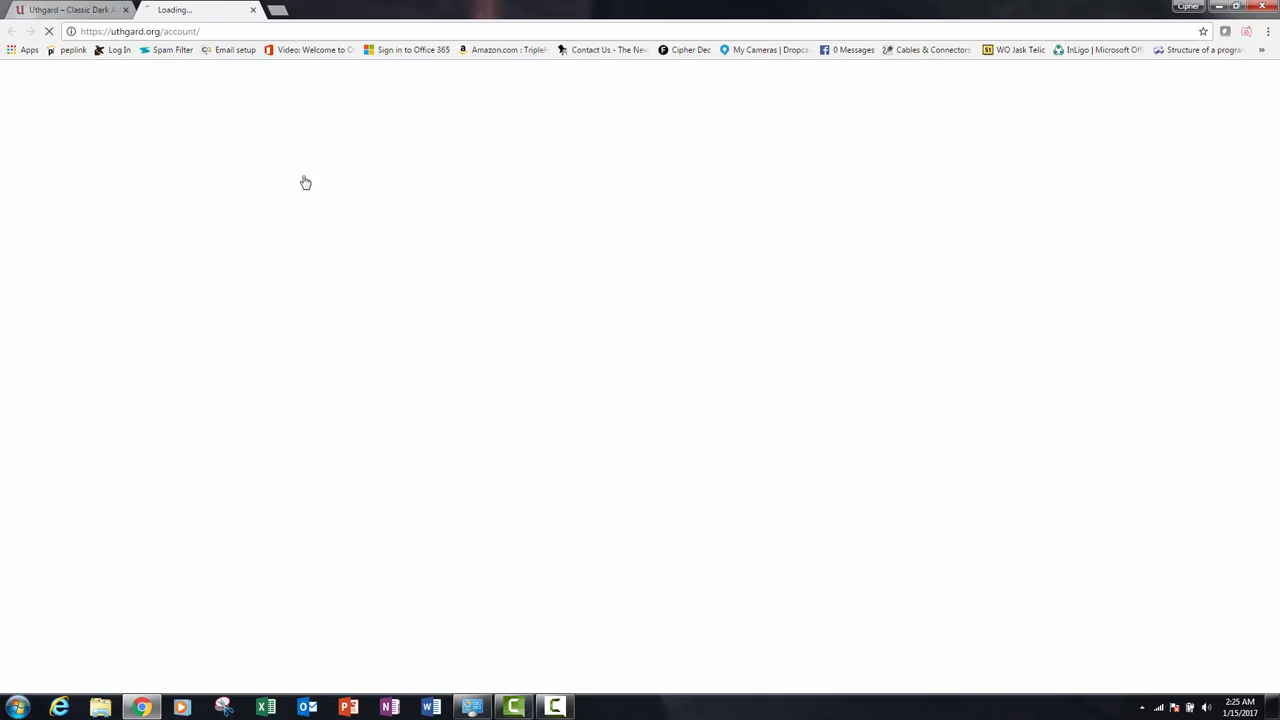 Uthgard – Classic Dark A
Loading...
Cipher
https://uthgard.org/account/
Apps
peplink
Log In
Spam Filter
Email setup
Video: Welcome to O
Sign in to Office 365
Amazon.com : TripleH
Contact Us - The New
Cipher Dec
My Cameras | Dropca
0 Messages
Cables & Connectors
St
WO Jask Telic
InLigo | Microsoft Off
Structure of a progra
»
2:25 AM
1/15/2017